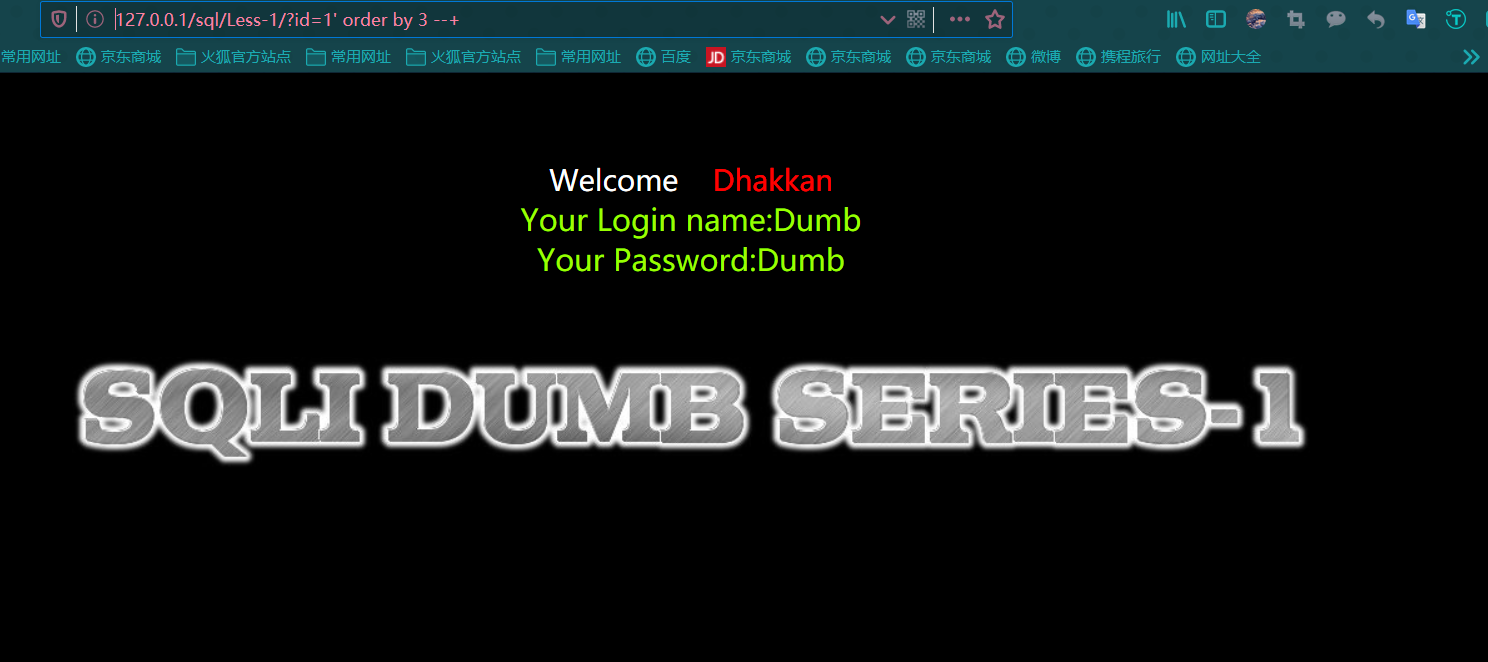 127.0.0.1/sql/Less-1/?id=1' order by 3 --+
常用网址 京东商城 火狐官方站点 常用网址 火狐官方站点 常用网址 百度 JD 京东商城 京东商城 京东商城 微博 携程旅行 网址大全
Welcome Dhakkan
Your Login name:Dumb
Your Password:Dumb
SQLI DUMB SERIES-1